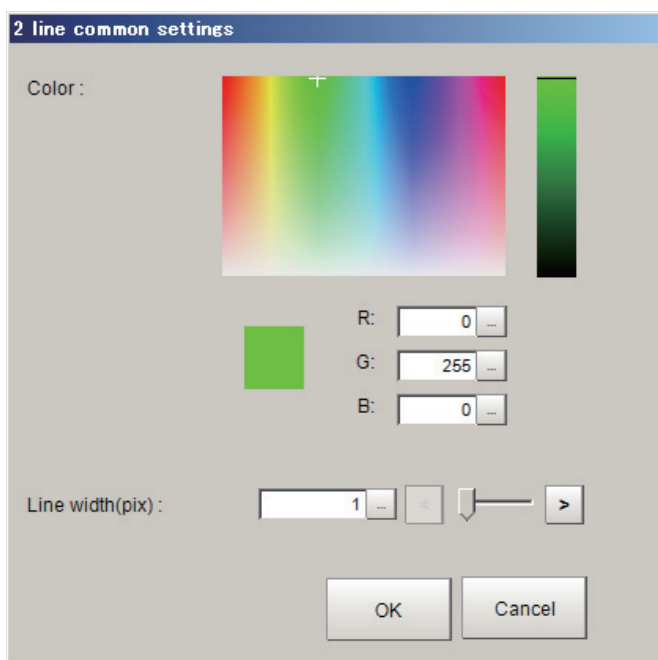 2 line common settings
Color :
R: 0 ...
G: 255 ...
B: 0 ...
Line width(pix) : 1 ... < >
OK Cancel